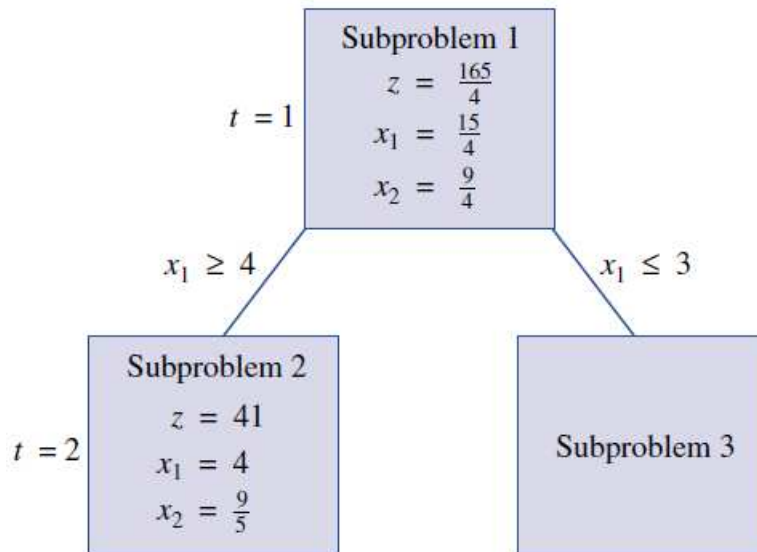 Subproblem 1
z = 165/4
t = 1
x₁ = 15/4
x₂ = 9/4
x₁ ≥ 4
x₁ ≤ 3
Subproblem 2
z = 41
t = 2
x₁ = 4
x₂ = 9/5
Subproblem 3